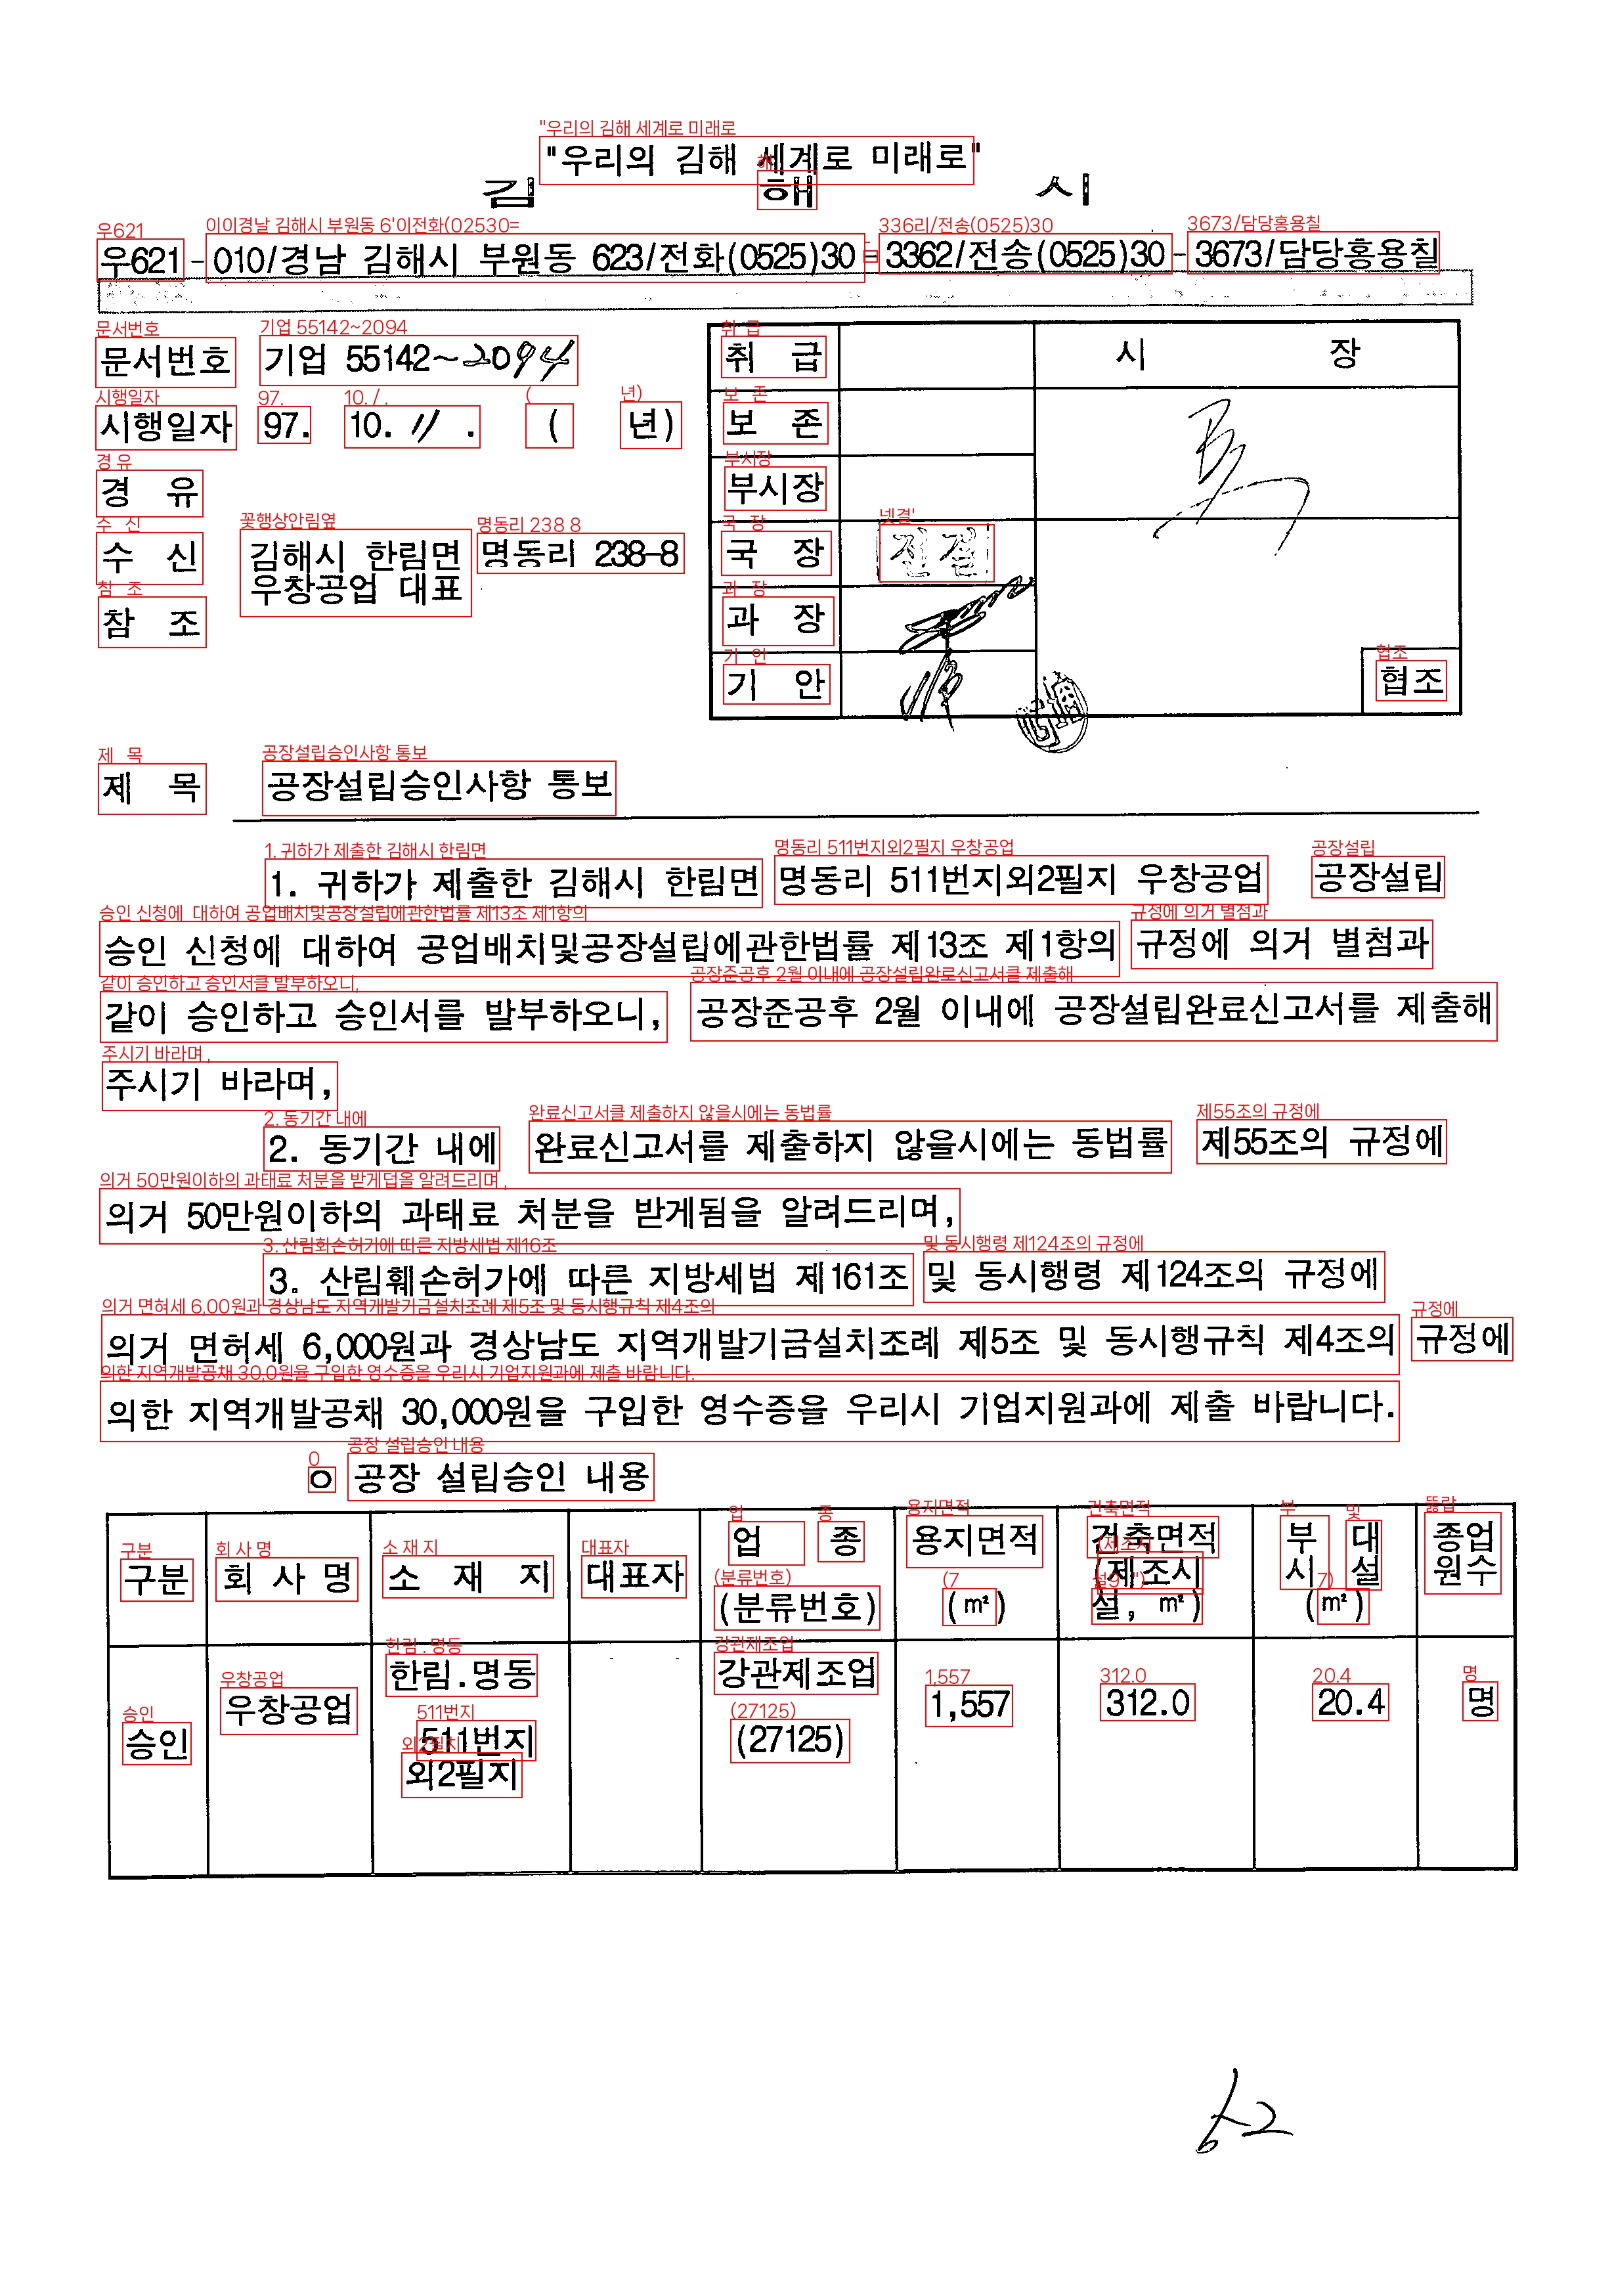 "우리의 김해 세계로 미래로"
김 해 시
우621-010/경남 김해시 부원동 623/전화(0525)30-3362/전송(0525)30-3673/담당홍용칠
문서번호 기업 55142~2094
시행일자 97. 10. 11 . ( 년)
경 유
수 신 김해시 한림면 명동리 238-8
우창공업 대표
참 조
취 급 시 장
보 존
부시장
국 장 전결
과 장
기 안
협조
제 목 공장설립승인사항 통보
1. 귀하가 제출한 김해시 한림면 명동리 511번지외2필지 우창공업 공장설립
승인 신청에 대하여 공업배치및공장설립에관한법률 제13조 제1항의 규정에 의거 별첨과
같이 승인하고 승인서를 발부하오니, 공장준공후 2월 이내에 공장설립완료신고서를 제출해
주시기 바라며,
2. 동기간 내에 완료신고서를 제출하지 않을시에는 동법률 제55조의 규정에
의거 50만원이하의 과태료 처분을 받게됨을 알려드리며,
3. 산림훼손허가에 따른 지방세법 제161조 및 동시행령 제124조의 규정에
의거 면허세 6,000원과 경상남도 지역개발기금설치조례 제5조 및 동시행규칙 제4조의 규정에
의한 지역개발공채 30,000원을 구입한 영수증을 우리시 기업지원과에 제출 바랍니다.
o 공장 설립승인 내용
구분 회 사 명 소 재 지 대표자 업 종 (분류번호) 용지면적 (㎡) 건축면적 (제조시설, ㎡) 부대시설 (㎡) 종업원수
승인 우창공업 한림.명동 511번지 외2필지 강관제조업 (27125) 1,557 312.0 20.4 명